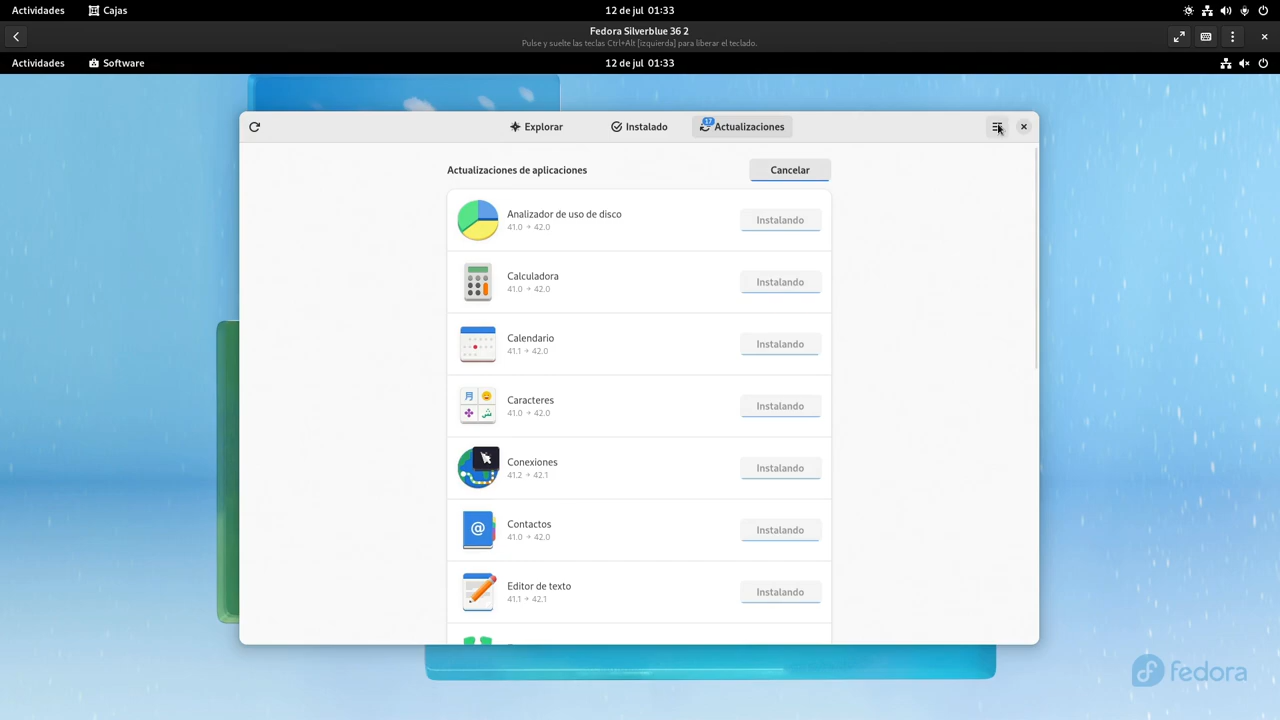 Actividades Cajas 12 de jul 01:33
Fedora Silverblue 36 2
Pulse y suelte las teclas Ctrl+Alt [izquierda] para liberar el teclado.
Actividades Software 12 de jul 01:33
Explorar Instalado 17 Actualizaciones
Actualizaciones de aplicaciones Cancelar
Analizador de uso de disco Instalando
41.0 → 42.0
Calculadora Instalando
41.0 → 42.0
Calendario Instalando
41.1 → 42.0
Caracteres Instalando
41.0 → 42.0
Conexiones Instalando
41.2 → 42.1
Contactos Instalando
41.0 → 42.0
Editor de texto Instalando
41.1 → 42.1
fedora